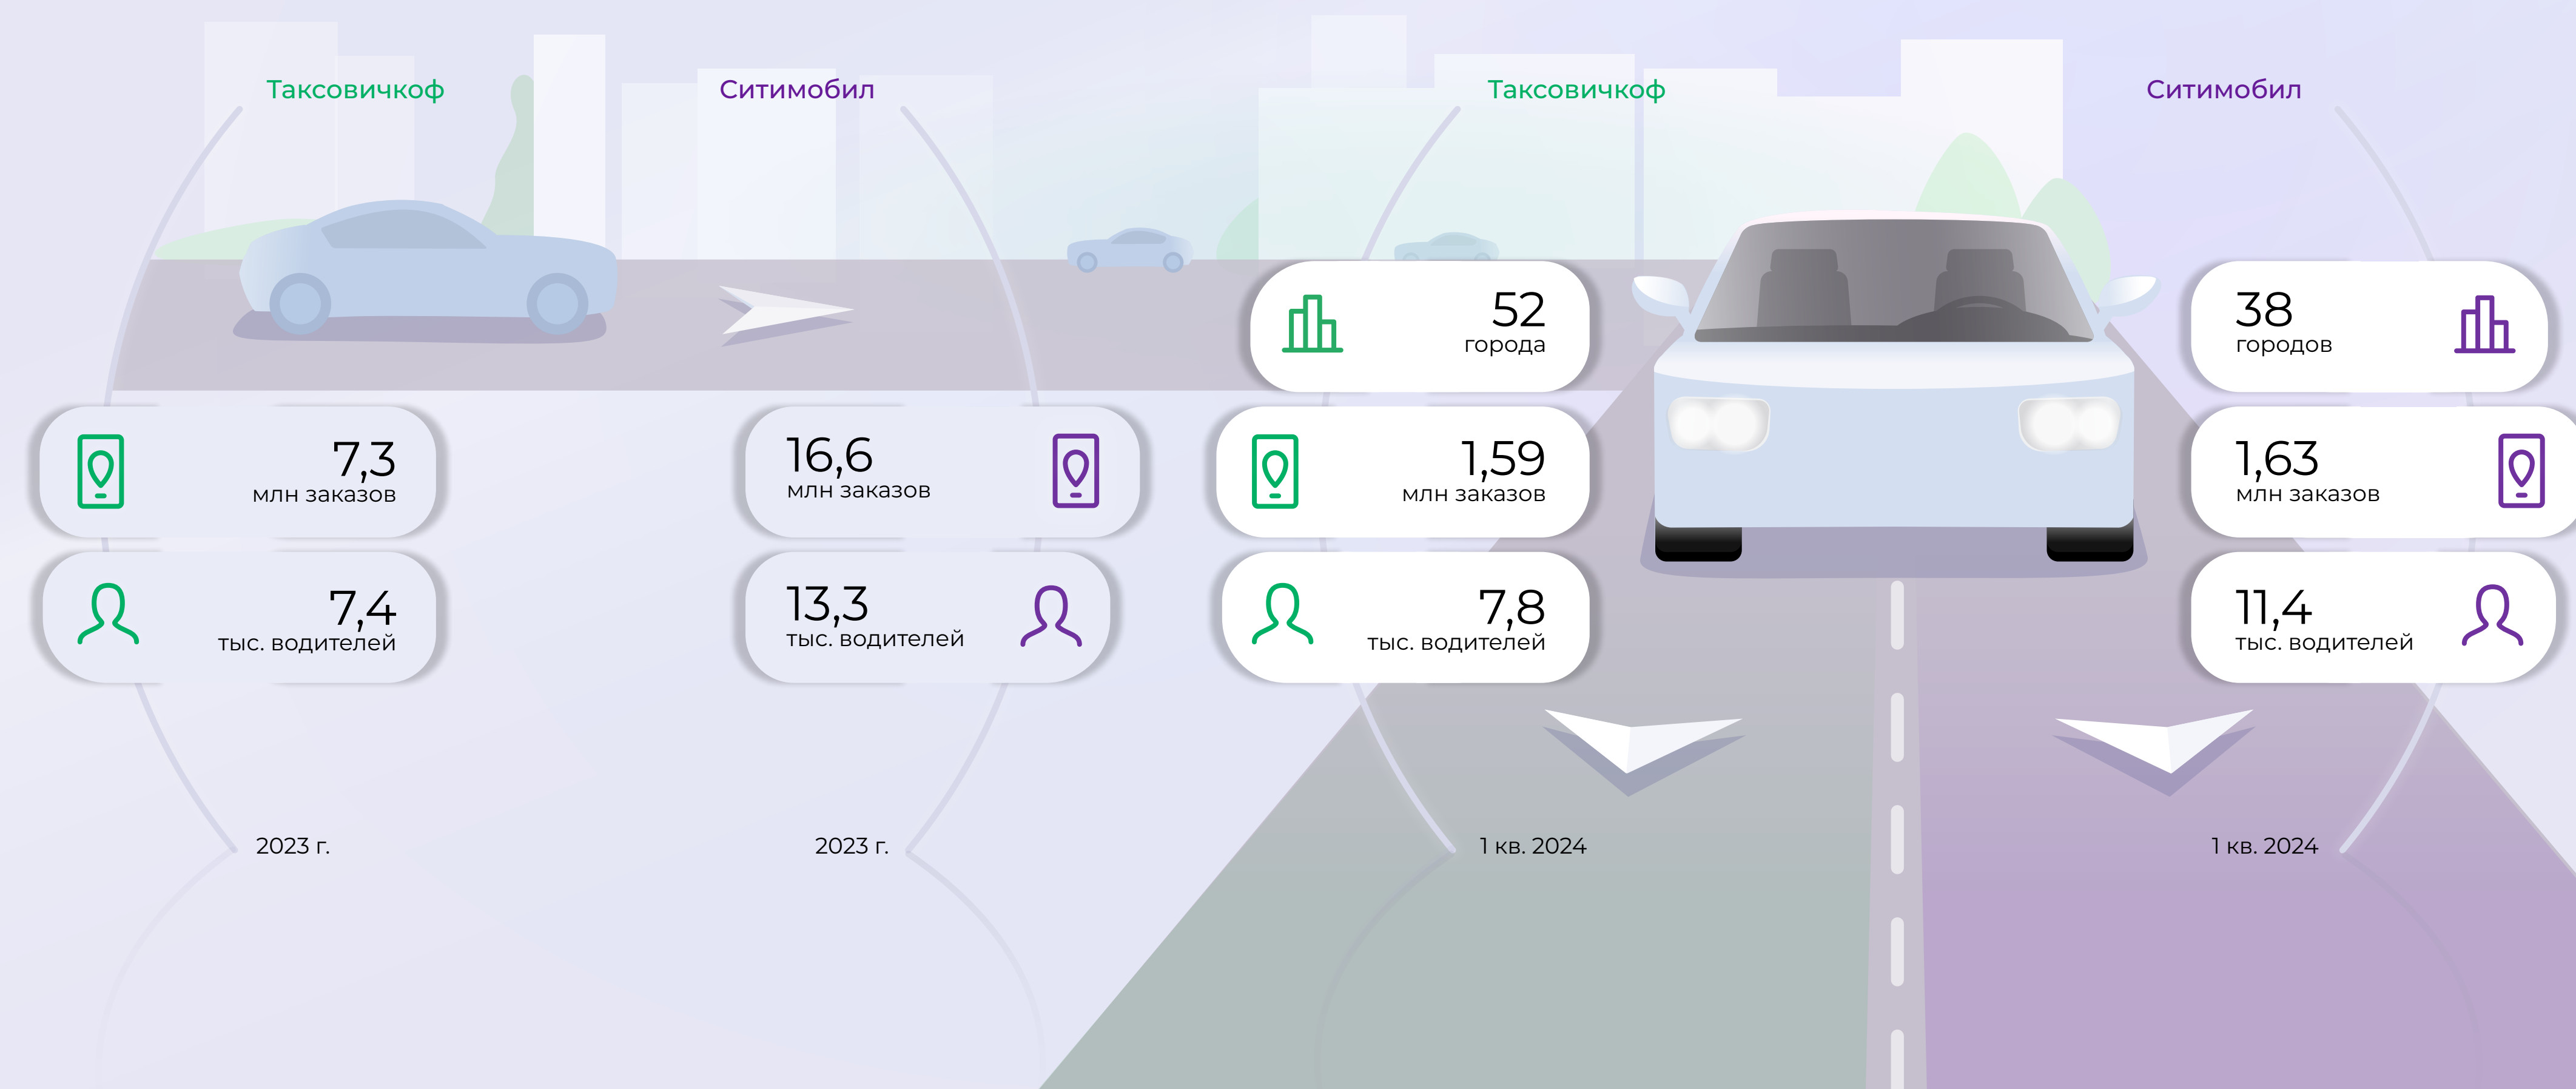 Таксовичкоф
7,3
млн заказов
7,4
тыс. водителей
2023 г.
Ситимобил
16,6
млн заказов
13,3
тыс. водителей
2023 г.
Таксовичкоф
52
города
1,59
млн заказов
7,8
тыс. водителей
1 кв. 2024
Ситимобил
38
городов
1,63
млн заказов
11,4
тыс. водителей
1 кв. 2024